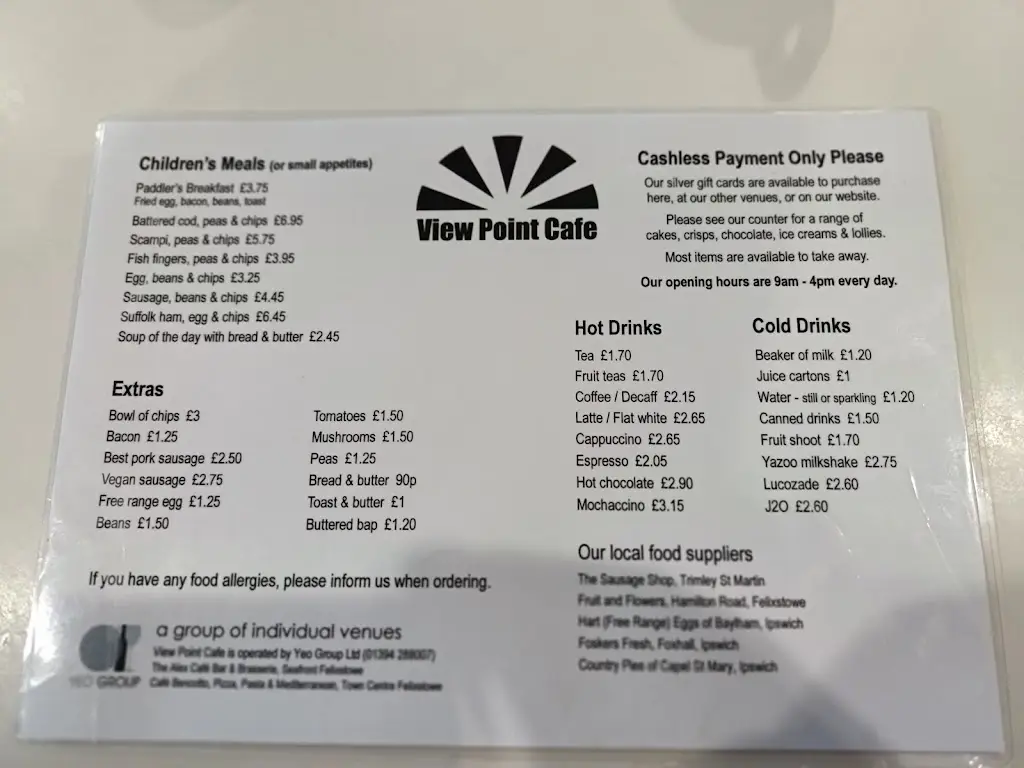 Children's Meals (or small appetites)
Paddler's Breakfast £3.75
Fried egg, bacon, beans, toast
Battered cod, peas & chips £6.95
Scampi, peas & chips £5.75
Fish fingers, peas & chips £3.95
Egg, beans & chips £3.25
Sausage, beans & chips £4.45
Suffolk ham, egg & chips £6.45
Soup of the day with bread & butter £2.45
View Point Cafe
Cashless Payment Only Please
Our silver gift cards are available to purchase
here, at our other venues, or on our website.
Please see our counter for a range of
cakes, crisps, chocolate, ice creams & lollies.
Most items are available to take away.
Our opening hours are 9am - 4pm every day.
Extras
Bowl of chips £3
Bacon £1.25
Best pork sausage £2.50
Vegan sausage £2.75
Free range egg £1.25
Beans £1.50
Tomatoes £1.50
Mushrooms £1.50
Peas £1.25
Bread & butter 90p
Toast & butter £1
Buttered bap £1.20
Hot Drinks
Tea £1.70
Fruit teas £1.70
Coffee / Decaff £2.15
Latte / Flat white £2.65
Cappuccino £2.65
Espresso £2.05
Hot chocolate £2.90
Mochaccino £3.15
Cold Drinks
Beaker of milk £1.20
Juice cartons £1
Water - still or sparkling £1.20
Canned drinks £1.50
Fruit shoot £1.70
Yazoo milkshake £2.75
Lucozade £2.60
J2O £2.60
If you have any food allergies, please inform us when ordering.
Our local food suppliers
The Sausage Shop, Trimley St Martin
Fruit and Flowers, Hamilton Road, Felixstowe
Hart (Free Range) Eggs of Baylham, Ipswich
Foskers Fresh, Foxhall, Ipswich
Country Pies of Capel St Mary, Ipswich
a group of individual venues
View Point Cafe is operated by Yeo Group Ltd (01394 288007)
The Alex Café Bar & Brasserie, Seafront Felixstowe
Café Bencotto, Pizza, Pasta & Mediterranean, Town Centre Felixstowe
YEO GROUP